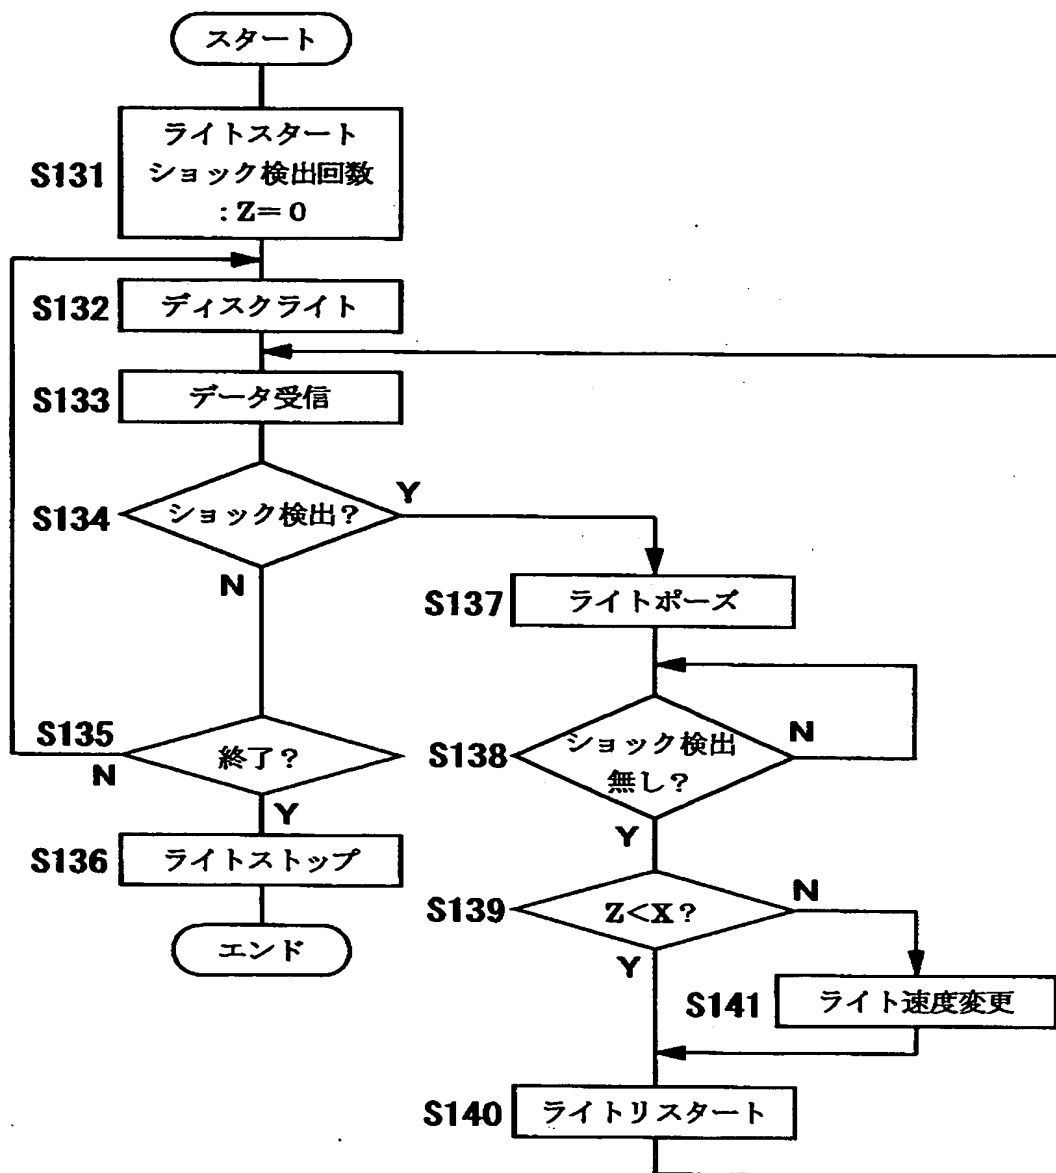 スタート
S131
ライトスタート
ショック検出回数
:Z=0
S132
ディスクライト
S133
データ受信
S134
ショック検出?
Y
N
S135
終了?
N
Y
S136
ライトストップ
エンド
S137
ライトポーズ
S138
ショック検出
無し?
N
Y
S139
Z<X?
N
Y
S141
ライト速度変更
S140
ライトリスタート